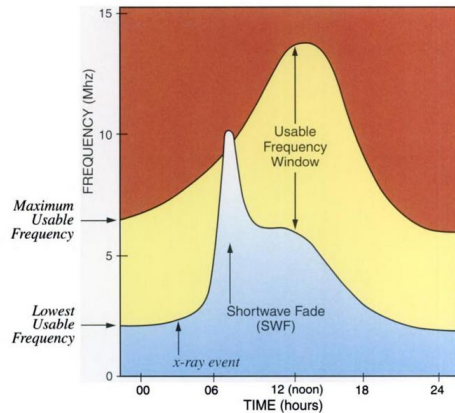 15
10
5
0
FREQUENCY (Mhz)
Maximum
Usable
Frequency
Lowest
Usable
Frequency
Usable
Frequency
Window
Shortwave Fade
(SWF)
x-ray event
00
06
12 (noon)
18
24
TIME (hours)